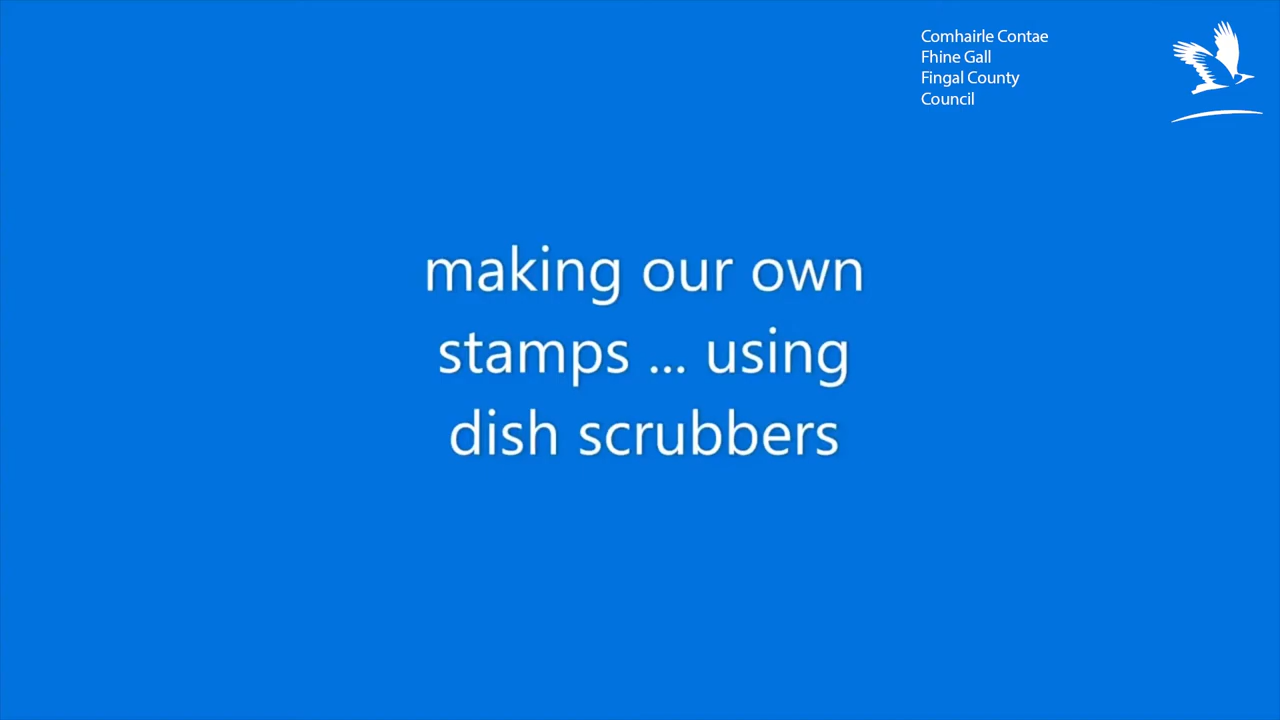 Comhairle Contae
Fhine Gall
Fingal County
Council
making our own
stamps ... using
dish scrubbers